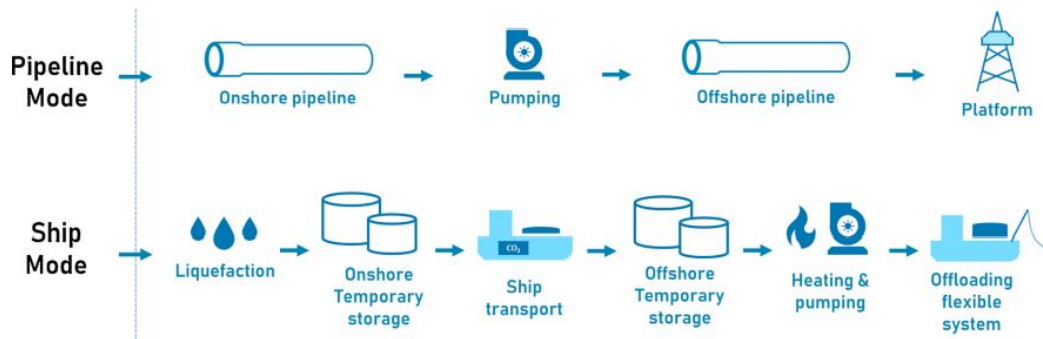 Pipeline
Mode
Onshore pipeline
Pumping
Offshore pipeline
Platform
Ship
Mode
Liquefaction
Onshore
Temporary
storage
CO₂
Ship
transport
Offshore
Temporary
storage
Heating &
pumping
Offloading
flexible
system